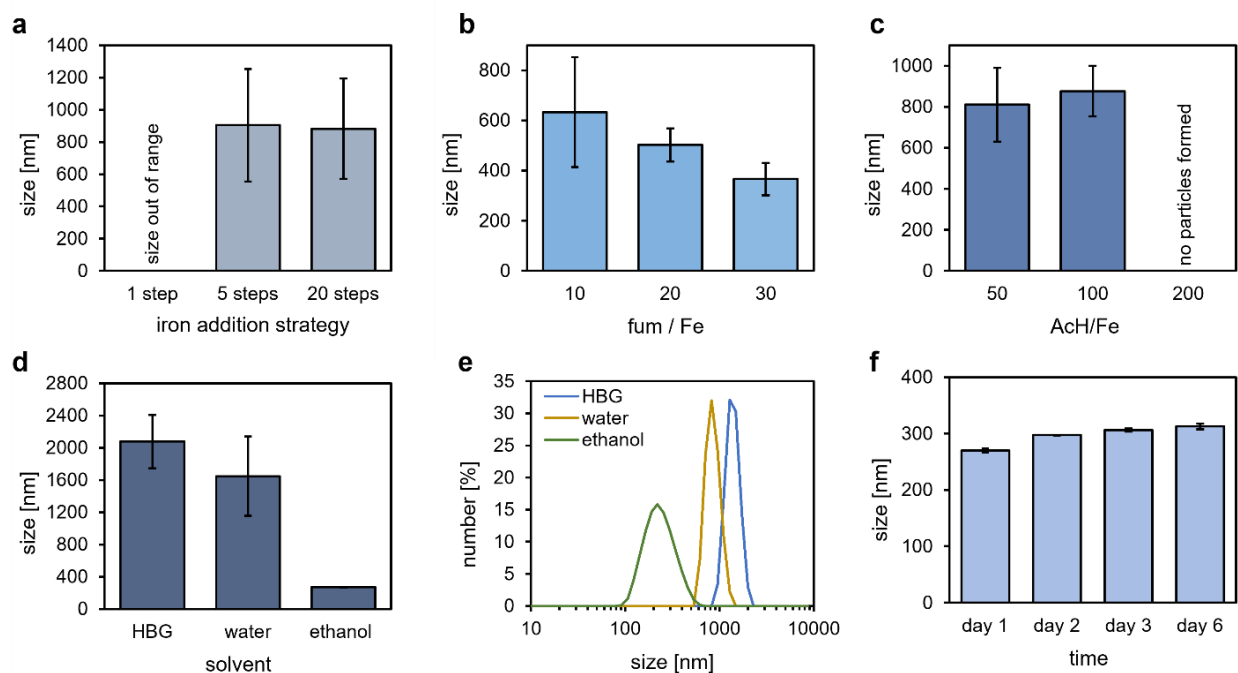 a
1400
1200
1000
800
600
400
200
0
size [nm]
size out of range
1 step
5 steps
20 steps
iron addition strategy
b
800
600
400
200
0
size [nm]
10
20
30
fum / Fe
c
1000
800
600
400
200
0
size [nm]
no particles formed
50
100
200
AcH/Fe
d
2800
2400
2000
1600
1200
800
400
0
size [nm]
HBG
water
ethanol
solvent
e
35
30
25
20
15
10
5
0
number [%]
HBG
water
ethanol
10
100
1000
10000
size [nm]
f
400
300
200
100
0
size [nm]
day 1
day 2
day 3
day 6
time